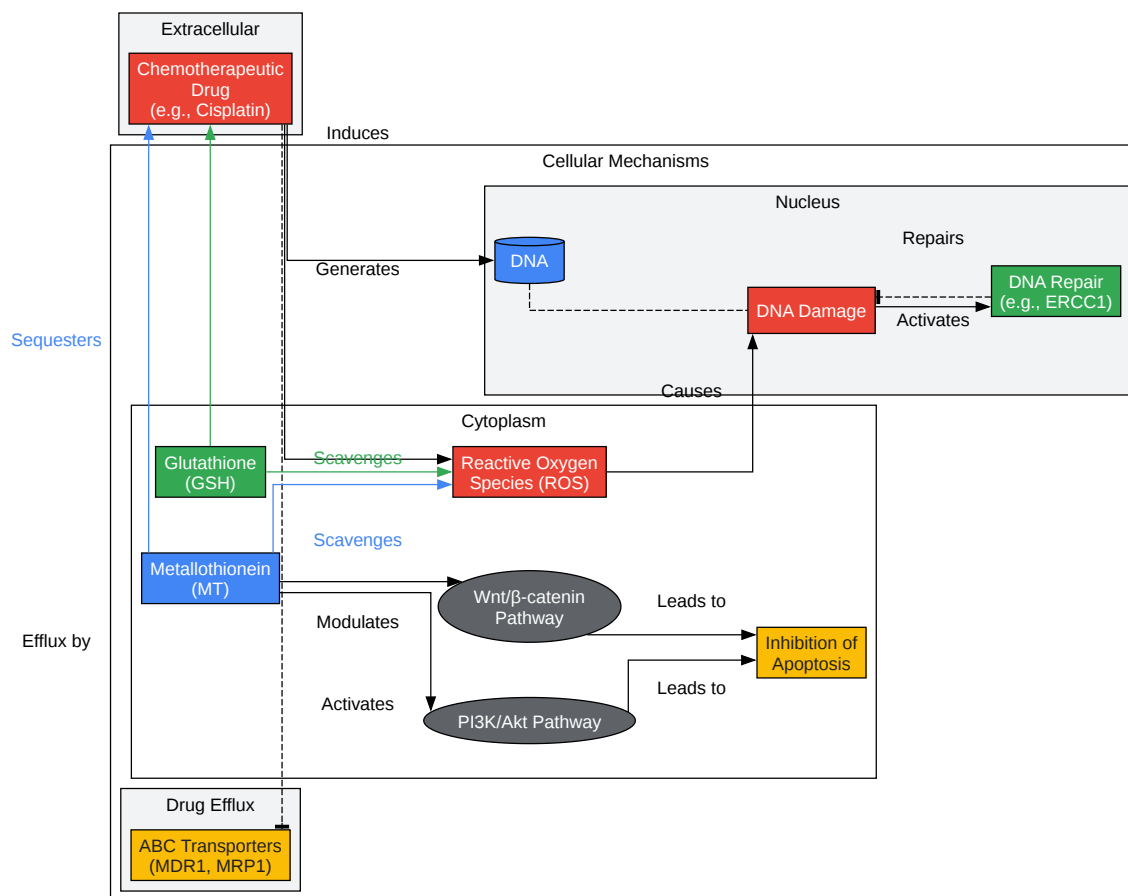 Extracellular
Chemotherapeutic
Drug
(e.g., Cisplatin)
Induces
Cellular Mechanisms
Nucleus
Repairs
DNA
Generates
DNA Repair
(e.g., ERCC1)
DNA Damage
Activates
Sequesters
Causes
Cytoplasm
Glutathione
(GSH)
Scavenges
Reactive Oxygen
Species (ROS)
Scavenges
Metallothionein
(MT)
Wnt/β-catenin
Pathway
Leads to
Modulates
Efflux by
Inhibition of
Apoptosis
Leads to
Activates
PI3K/Akt Pathway
Drug Efflux
ABC Transporters
(MDR1, MRP1)